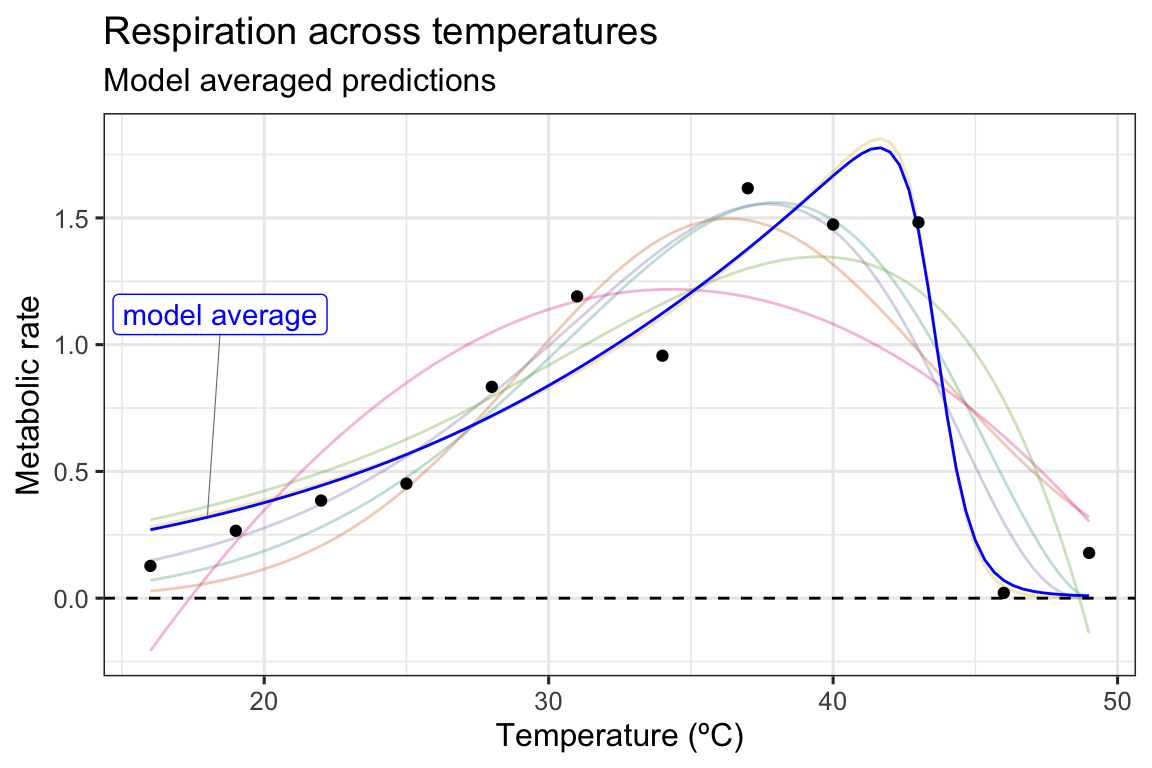 Respiration across temperatures
Model averaged predictions
Metabolic rate
1.5
1.0
0.5
0.0
model average
20
30
40
50
Temperature (ºC)